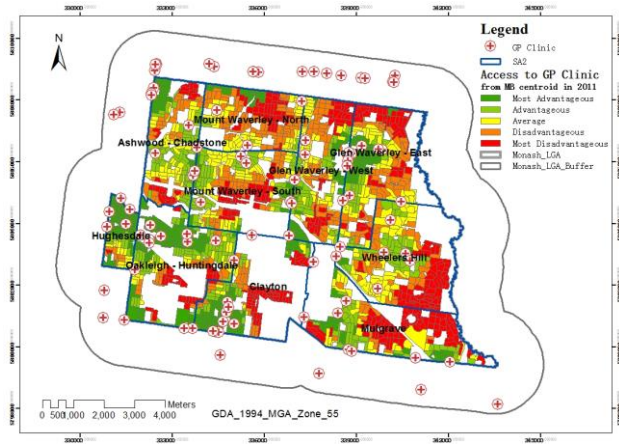 N
Legend
GP Clinic
SA2
Access to GP Clinic
from MB centroid in 2011
Most Advantageous
Advantageous
Average
Disadvantageous
Most Disadvantageous
Monash_LGA
Monash_LGA_Buffer
Mount Waverley - North
Ashwood - Chadstone
Glen Waverley - East
Glen Waverley - West
Mount Waverley - South
Hughesdale
Oakleigh - Huntingdale
Wheelers Hill
Clayton
Mulgrave
Meters
0 500 1,000 2,000 3,000 4,000
GDA_1994_MGA_Zone_55